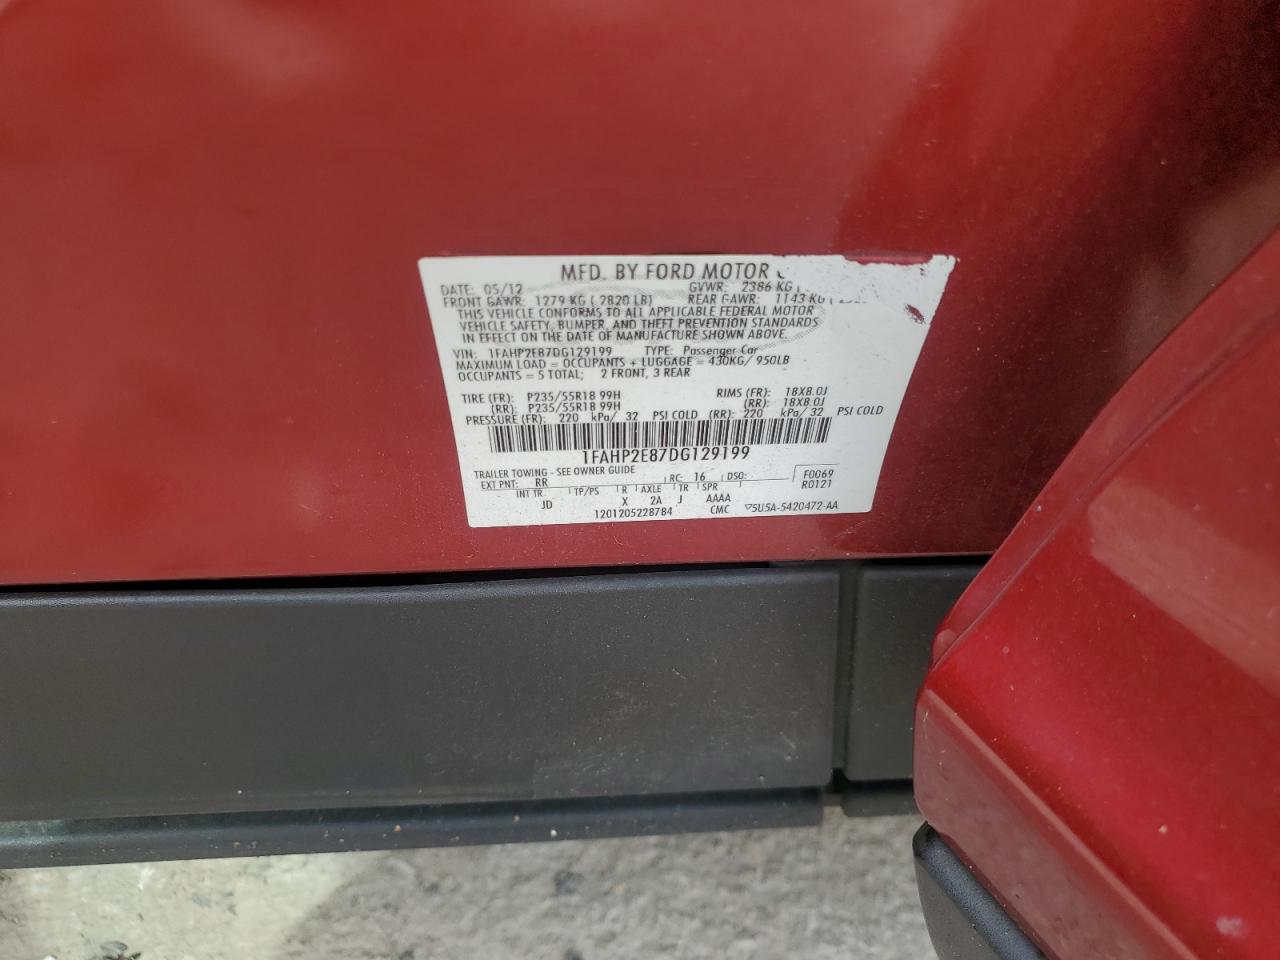 MFD. BY FORD MOTOR
DATE: 05/12 GVWR: 2386 KG
FRONT GAWR: 1279 KG ( 2820 LB) REAR GAWR: 1143 KG
THIS VEHICLE CONFORMS TO ALL APPLICABLE FEDERAL MOTOR
VEHICLE SAFETY, BUMPER, AND THEFT PREVENTION STANDARDS
IN EFFECT ON THE DATE OF MANUFACTURE SHOWN ABOVE.
VIN: 1FAHP2E87DG129199 TYPE: Passenger Car
MAXIMUM LOAD = OCCUPANTS + LUGGAGE = 430KG/ 950LB
OCCUPANTS = 5 TOTAL; 2 FRONT, 3 REAR
TIRE (FR): P235/55R18 99H RIMS (FR): 18X8.0J
(RR): P235/55R18 99H (RR): 18X8.0J
PRESSURE (FR): 220 kPa/ 32 PSI COLD (RR): 220 kPa/ 32 PSI COLD
1FAHP2E87DG129199
TRAILER TOWING - SEE OWNER GUIDE
EXT PNT: RR RC: 16 DSO: F0069
INT TR TP/PS R AXLE TR SPR R0121
JD X 2A J AAAA
1201205228784 CMC ▽5U5A-5420472-AA